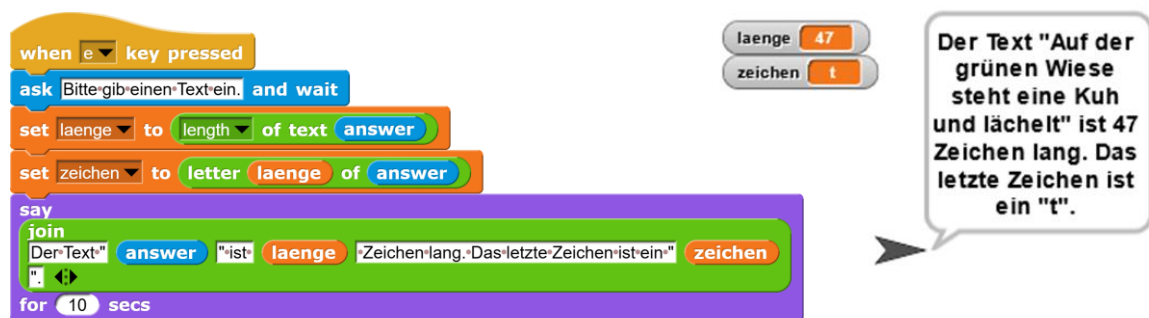 when e key pressed
ask Bitte gib einen Text ein. and wait
set laenge to length of text answer
set zeichen to letter laenge of answer
say
join
Der Text " answer " ist laenge Zeichen lang. Das letzte Zeichen ist ein " zeichen
".
for 10 secs
laenge 47
zeichen t
Der Text "Auf der
grünen Wiese
steht eine Kuh
und lächelt" ist 47
Zeichen lang. Das
letzte Zeichen ist
ein "t".